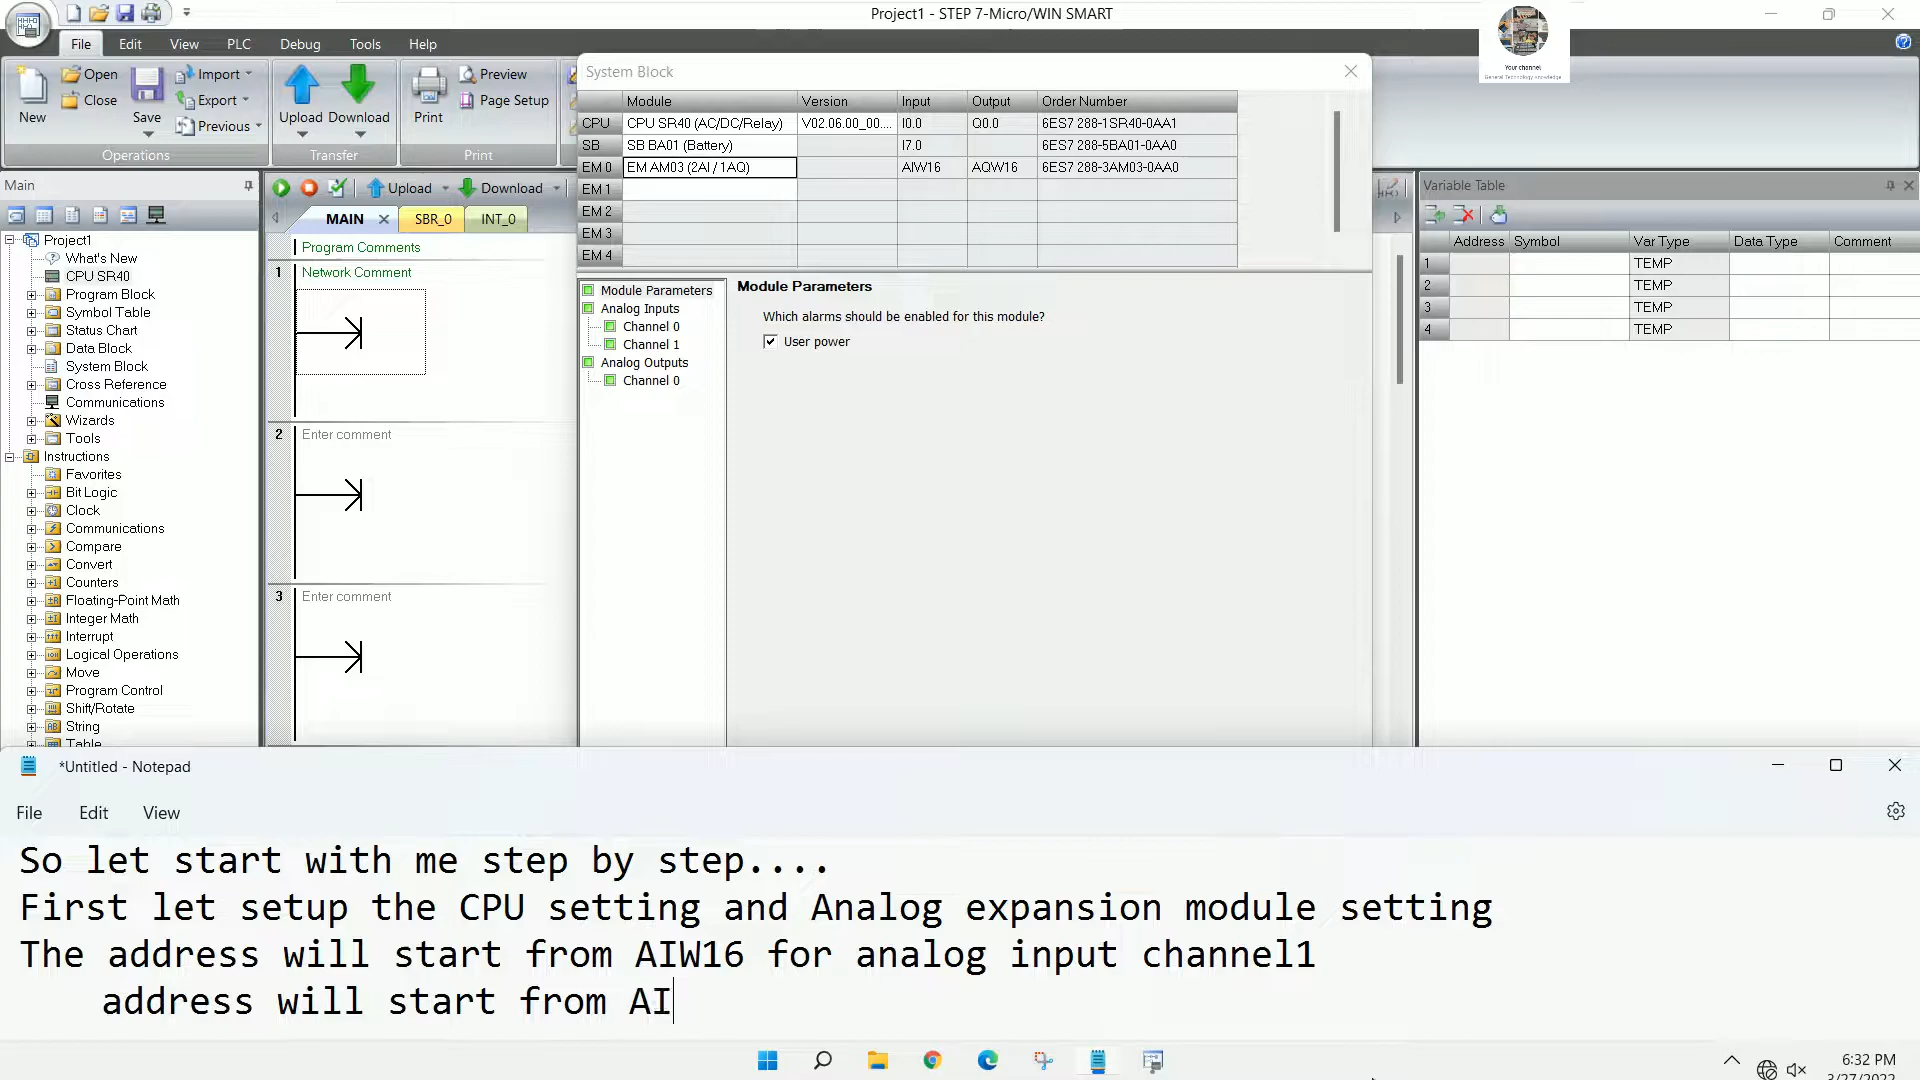 Project1 - STEP 7-Micro/WIN SMART
File Edit View PLC Debug Tools Help
New
Open
Close
Save
Import
Export
Previous
Operations
Upload Download
Transfer
Print
Preview
Page Setup
Print
Your channel
General Technology knowledge
System Block
Module Version Input Output Order Number
CPU CPU SR40 (AC/DC/Relay) V02.06.00_00.... I0.0 Q0.0 6ES7 288-1SR40-0AA1
SB SB BA01 (Battery) I7.0 6ES7 288-5BA01-0AA0
EM 0 EM AM03 (2AI / 1AQ) AIW16 AQW16 6ES7 288-3AM03-0AA0
EM 1
EM 2
EM 3
EM 4
Module Parameters
Analog Inputs
Channel 0
Channel 1
Analog Outputs
Channel 0
Module Parameters
Which alarms should be enabled for this module?
User power
Main
Project1
What's New
CPU SR40
Program Block
Symbol Table
Status Chart
Data Block
System Block
Cross Reference
Communications
Wizards
Tools
Instructions
Favorites
Bit Logic
Clock
Communications
Compare
Convert
Counters
Floating-Point Math
Integer Math
Interrupt
Logical Operations
Move
Program Control
Shift/Rotate
String
Table
Upload Download
MAIN SBR_0 INT_0
Program Comments
1 Network Comment
2 Enter comment
3 Enter comment
Variable Table
Address Symbol Var Type Data Type Comment
1 TEMP
2 TEMP
3 TEMP
4 TEMP
*Untitled - Notepad
File Edit View
So let start with me step by step....
First let setup the CPU setting and Analog expansion module setting
The address will start from AIW16 for analog input channel1
address will start from AI
6:32 PM
3/27/2022